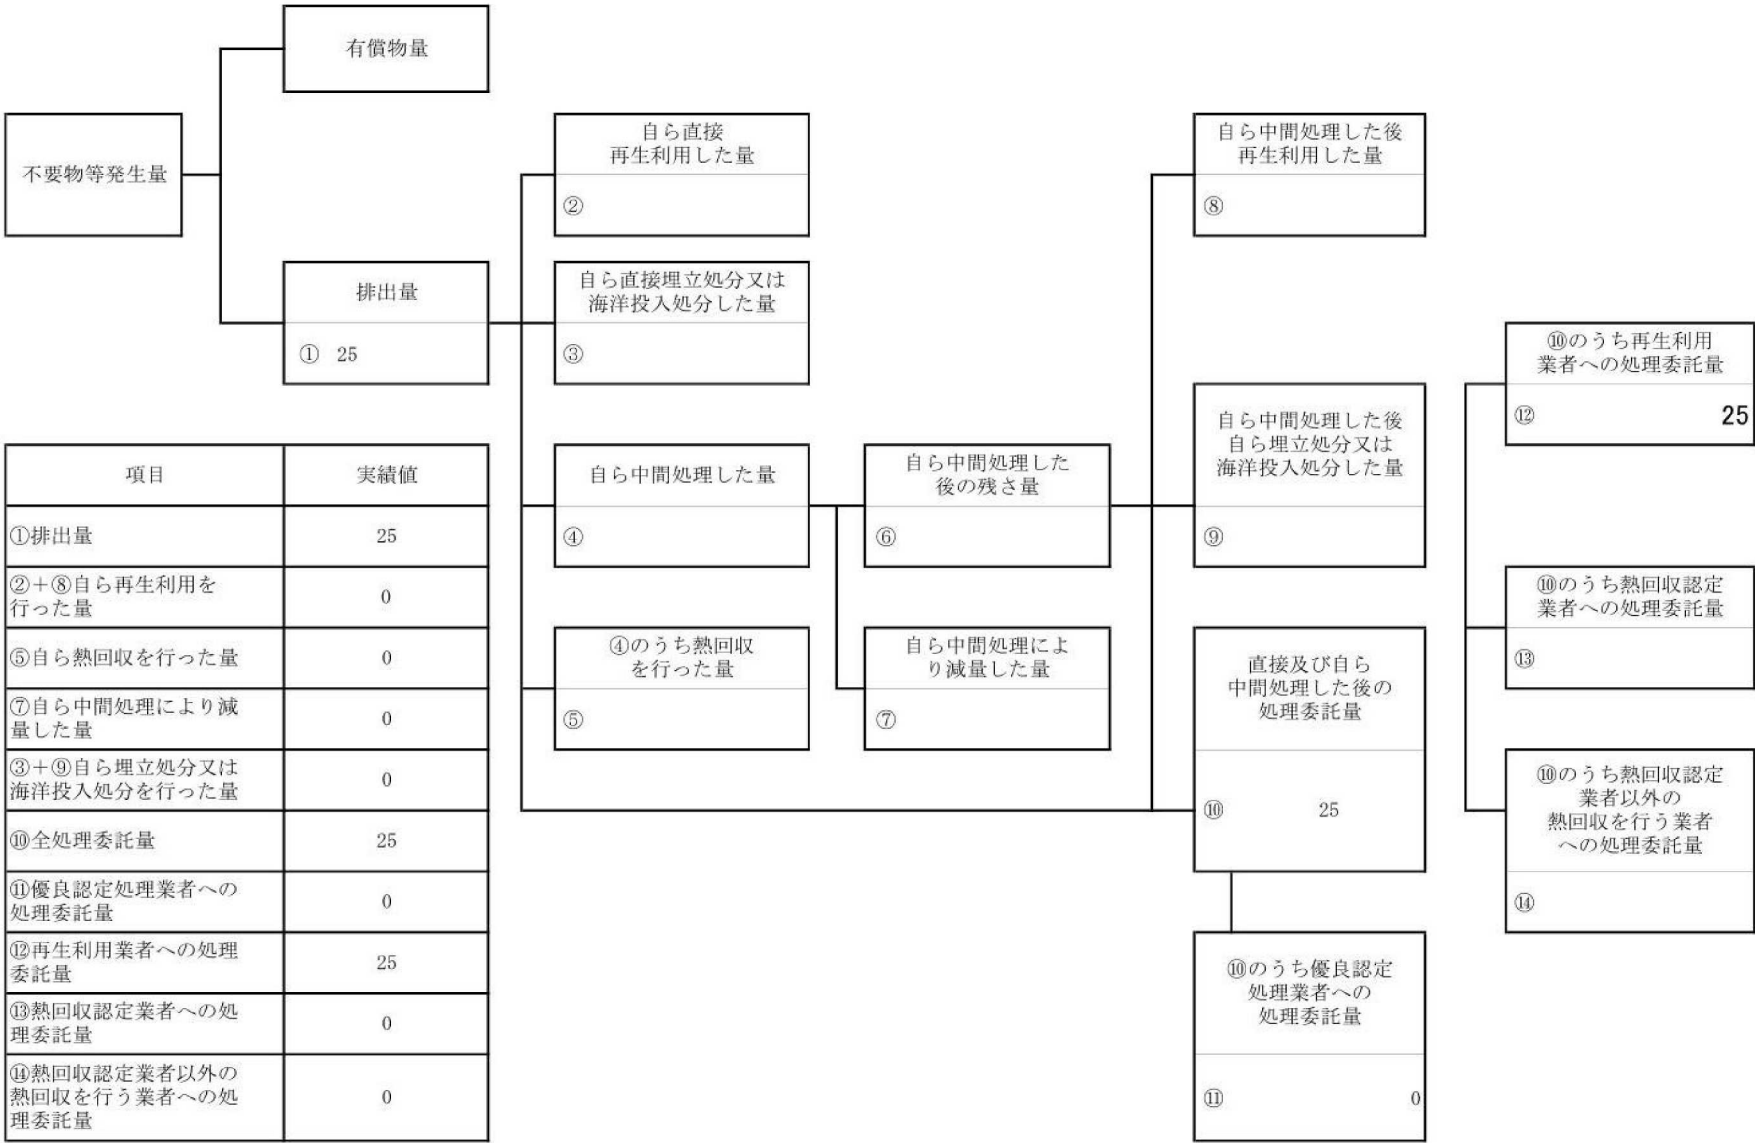 有償物量
不要物等発生量
排出量
① 25
自ら直接
再生利用した量
②
自ら直接埋立処分又は
海洋投入処分した量
③
自ら中間処理した量
④
④のうち熱回収
を行った量
⑤
自ら中間処理した
後の残さ量
⑥
自ら中間処理によ
り減量した量
⑦
自ら中間処理した後
再生利用した量
⑧
自ら中間処理した後
自ら埋立処分又は
海洋投入処分した量
⑨
直接及び自ら
中間処理した後の
処理委託量
⑩ 25
⑩のうち優良認定
処理業者への
処理委託量
⑪ 0
⑩のうち再生利用
業者への処理委託量
⑫ 25
⑩のうち熱回収認定
業者への処理委託量
⑬
⑩のうち熱回収認定
業者以外の
熱回収を行う業者
への処理委託量
⑭
項目 実績値
①排出量 25
②+⑧自ら再生利用を
行った量 0
⑤自ら熱回収を行った量 0
⑦自ら中間処理により減
量した量 0
③+⑨自ら埋立処分又は
海洋投入処分を行った量 0
⑩全処理委託量 25
⑪優良認定処理業者への
処理委託量 0
⑫再生利用業者への処理
委託量 25
⑬熱回収認定業者への処
理委託量 0
⑭熱回収認定業者以外の
熱回収を行う業者への処
理委託量 0